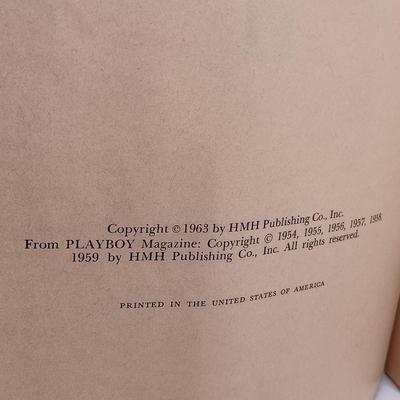 Copyright © 1963 by HMH Publishing Co., Inc.
From PLAYBOY Magazine: Copyright © 1954, 1955, 1956, 1957, 1958,
1959 by HMH Publishing Co., Inc. All rights reserved.
PRINTED IN THE UNITED STATES OF AMERICA